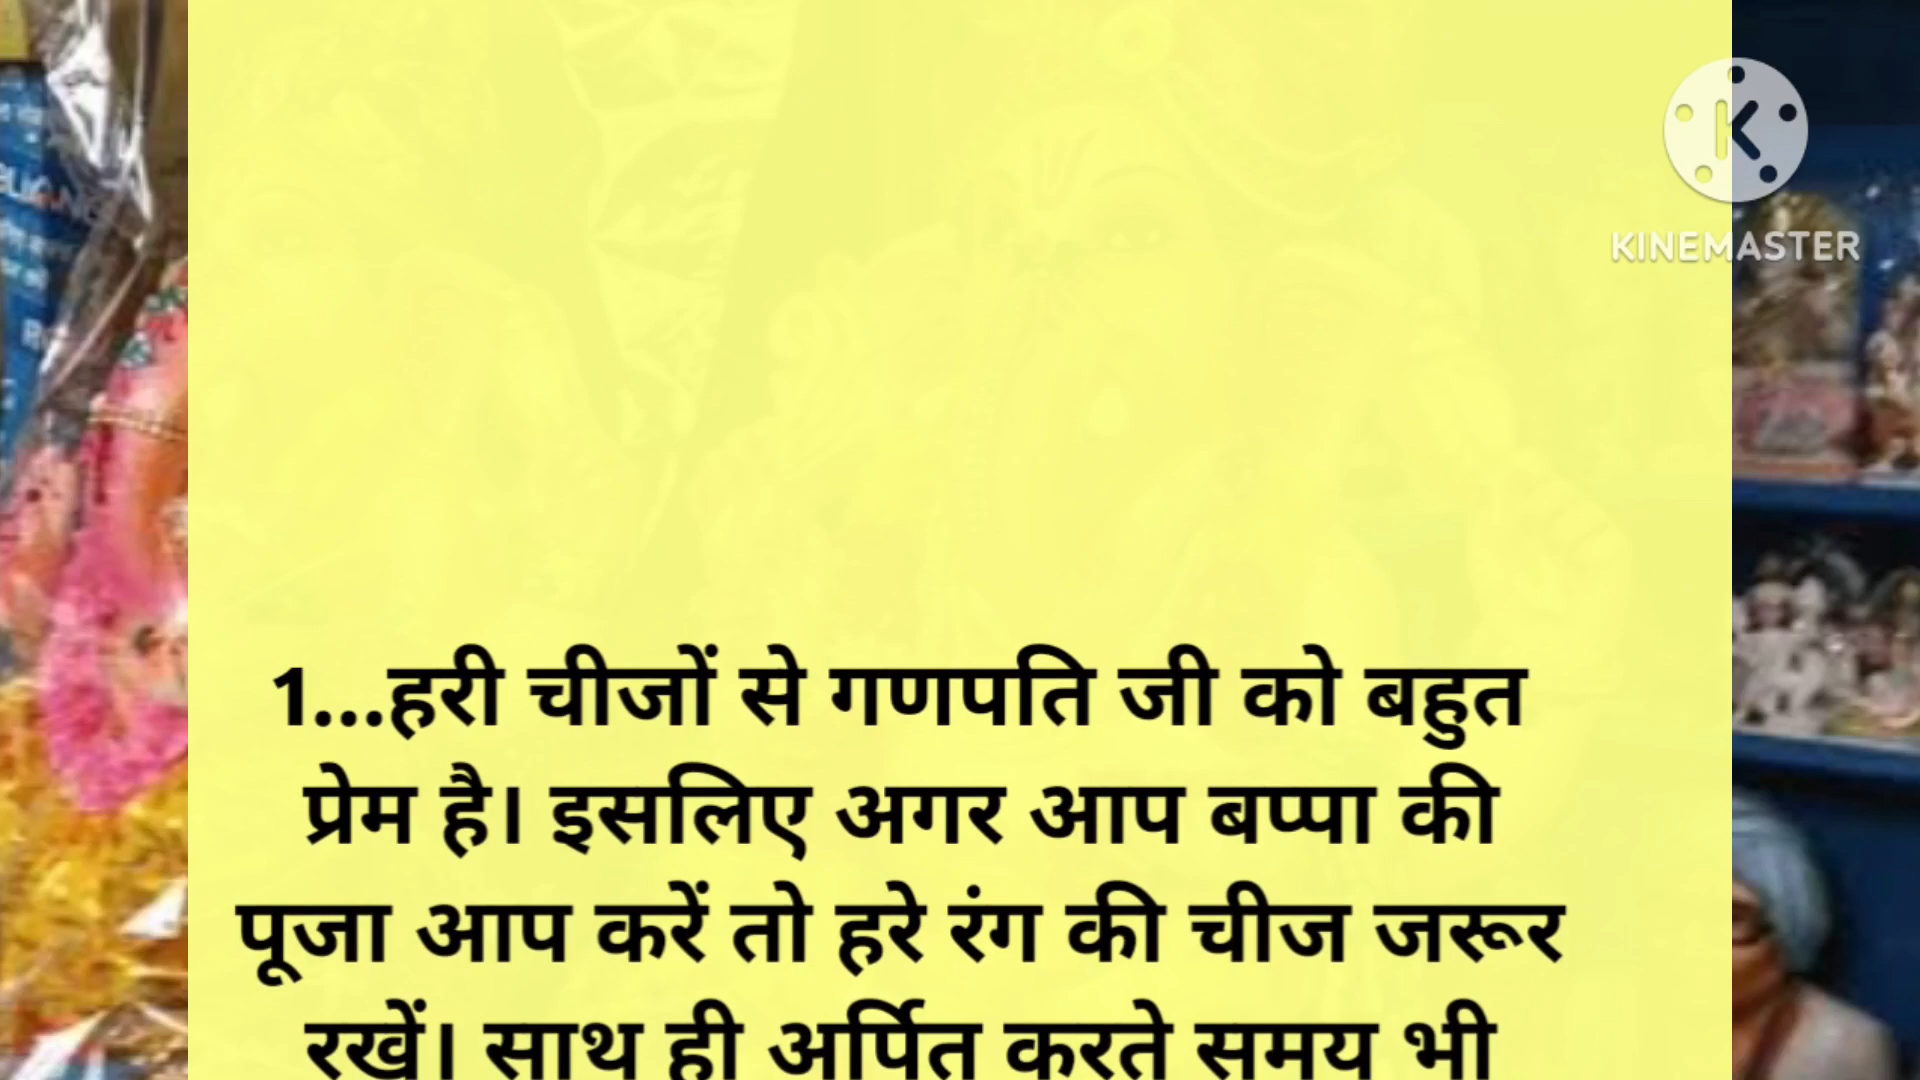 KINEMASTER
1...हरी चीजों से गणपति जी को बहुत
प्रेम है। इसलिए अगर आप बप्पा की
पूजा आप करें तो हरे रंग की चीज जरूर
रखें। साथ ही अर्पित करते समय भी